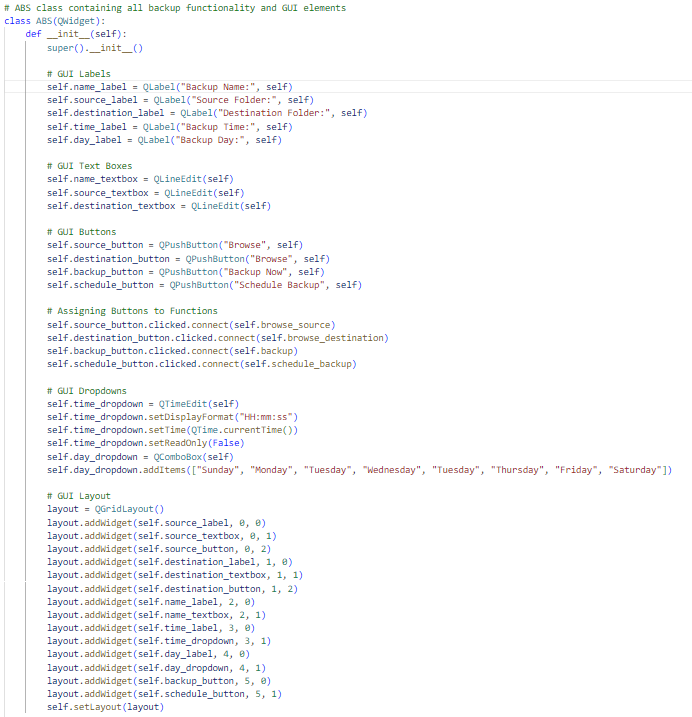 # ABS class containing all backup functionality and GUI elements
class ABS(QWidget):
    def __init__(self):
        super().__init__()

        # GUI Labels
        self.name_label = QLabel("Backup Name:", self)
        self.source_label = QLabel("Source Folder:", self)
        self.destination_label = QLabel("Destination Folder:", self)
        self.time_label = QLabel("Backup Time:", self)
        self.day_label = QLabel("Backup Day:", self)

        # GUI Text Boxes
        self.name_textbox = QLineEdit(self)
        self.source_textbox = QLineEdit(self)
        self.destination_textbox = QLineEdit(self)

        # GUI Buttons
        self.source_button = QPushButton("Browse", self)
        self.destination_button = QPushButton("Browse", self)
        self.backup_button = QPushButton("Backup Now", self)
        self.schedule_button = QPushButton("Schedule Backup", self)

        # Assigning Buttons to Functions
        self.source_button.clicked.connect(self.browse_source)
        self.destination_button.clicked.connect(self.browse_destination)
        self.backup_button.clicked.connect(self.backup)
        self.schedule_button.clicked.connect(self.schedule_backup)

        # GUI Dropdowns
        self.time_dropdown = QTimeEdit(self)
        self.time_dropdown.setDisplayFormat("HH:mm:ss")
        self.time_dropdown.setTime(QTime.currentTime())
        self.time_dropdown.setReadOnly(False)
        self.day_dropdown = QComboBox(self)
        self.day_dropdown.addItems(["Sunday", "Monday", "Tuesday", "Wednesday", "Tuesday", "Thursday", "Friday", "Saturday"])

        # GUI Layout
        layout = QGridLayout()
        layout.addWidget(self.source_label, 0, 0)
        layout.addWidget(self.source_textbox, 0, 1)
        layout.addWidget(self.source_button, 0, 2)
        layout.addWidget(self.destination_label, 1, 0)
        layout.addWidget(self.destination_textbox, 1, 1)
        layout.addWidget(self.destination_button, 1, 2)
        layout.addWidget(self.name_label, 2, 0)
        layout.addWidget(self.name_textbox, 2, 1)
        layout.addWidget(self.time_label, 3, 0)
        layout.addWidget(self.time_dropdown, 3, 1)
        layout.addWidget(self.day_label, 4, 0)
        layout.addWidget(self.day_dropdown, 4, 1)
        layout.addWidget(self.backup_button, 5, 0)
        layout.addWidget(self.schedule_button, 5, 1)
        self.setLayout(layout)